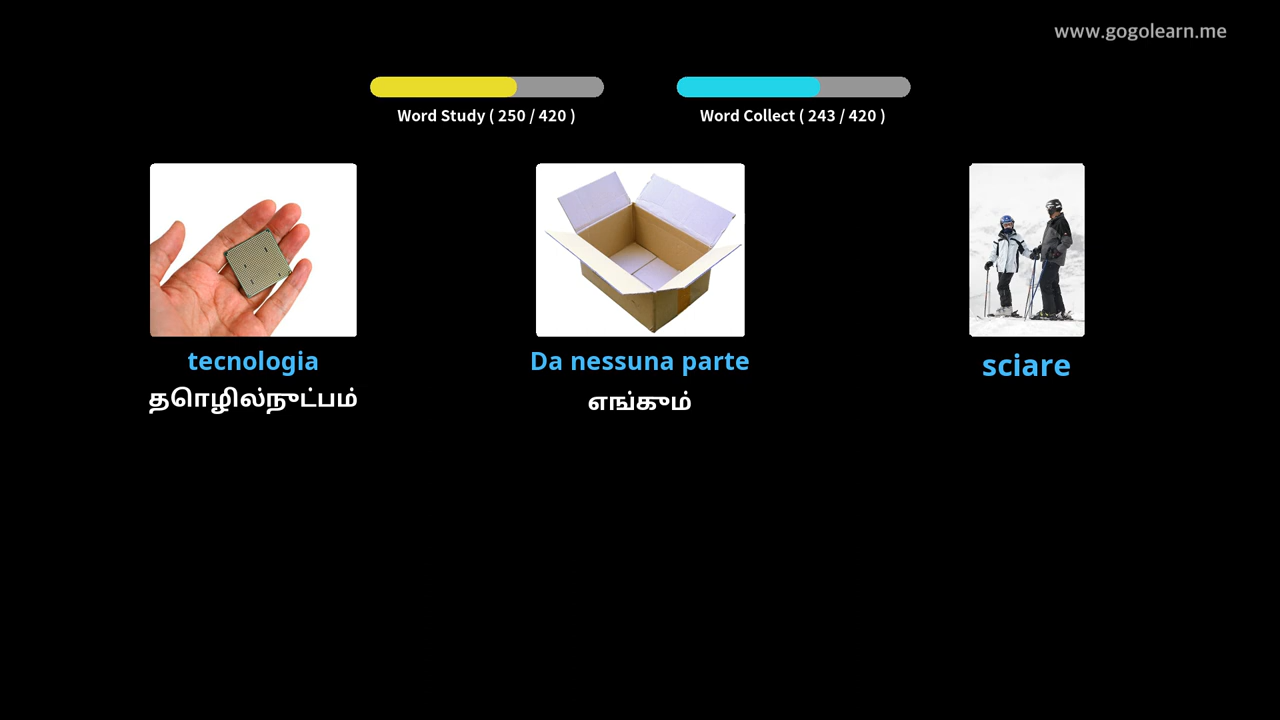 www.gogolearn.me
Word Study ( 250 / 420 )
Word Collect ( 243 / 420 )
tecnologia
தொழில்நுட்பம்
Da nessuna parte
எங்கும்
sciare